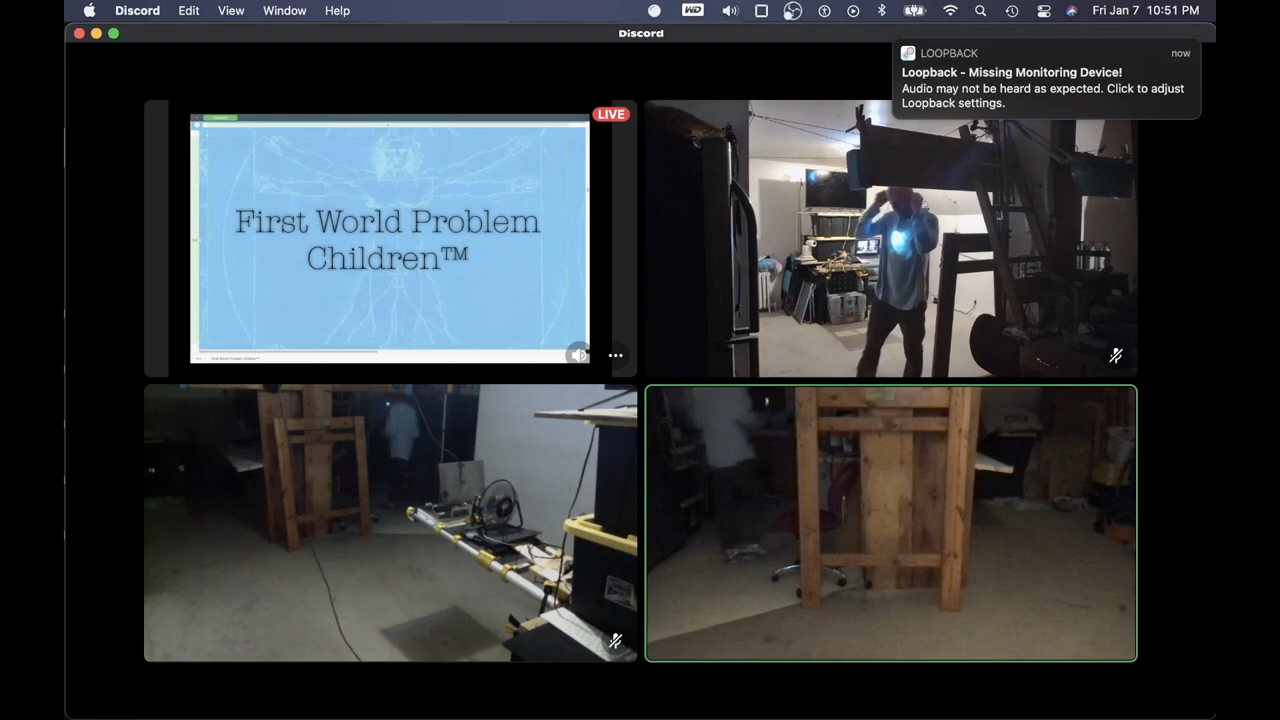 Discord Edit View Window Help WD Fri Jan 7 10:51 PM
Discord
LOOPBACK now
Loopback - Missing Monitoring Device!
Audio may not be heard as expected. Click to adjust
Loopback settings.
LIVE
First World Problem
Children™